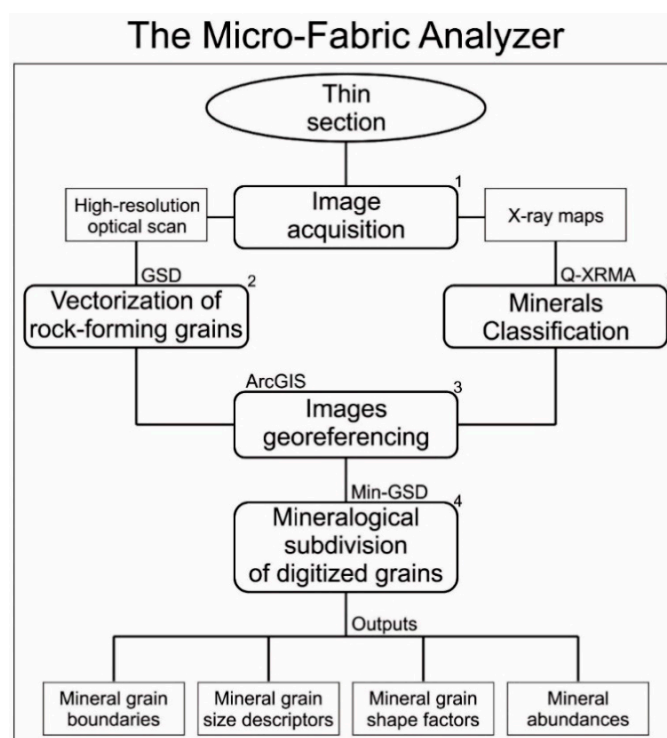 The Micro-Fabric Analyzer
Thin
section
1
Image
acquisition
High-resolution
optical scan
X-ray maps
GSD
2
Vectorization of
rock-forming grains
Q-XRMA
Minerals
Classification
ArcGIS
3
Images
georeferencing
Min-GSD
4
Mineralogical
subdivision
of digitized grains
Outputs
Mineral grain
boundaries
Mineral grain
size descriptors
Mineral grain
shape factors
Mineral
abundances